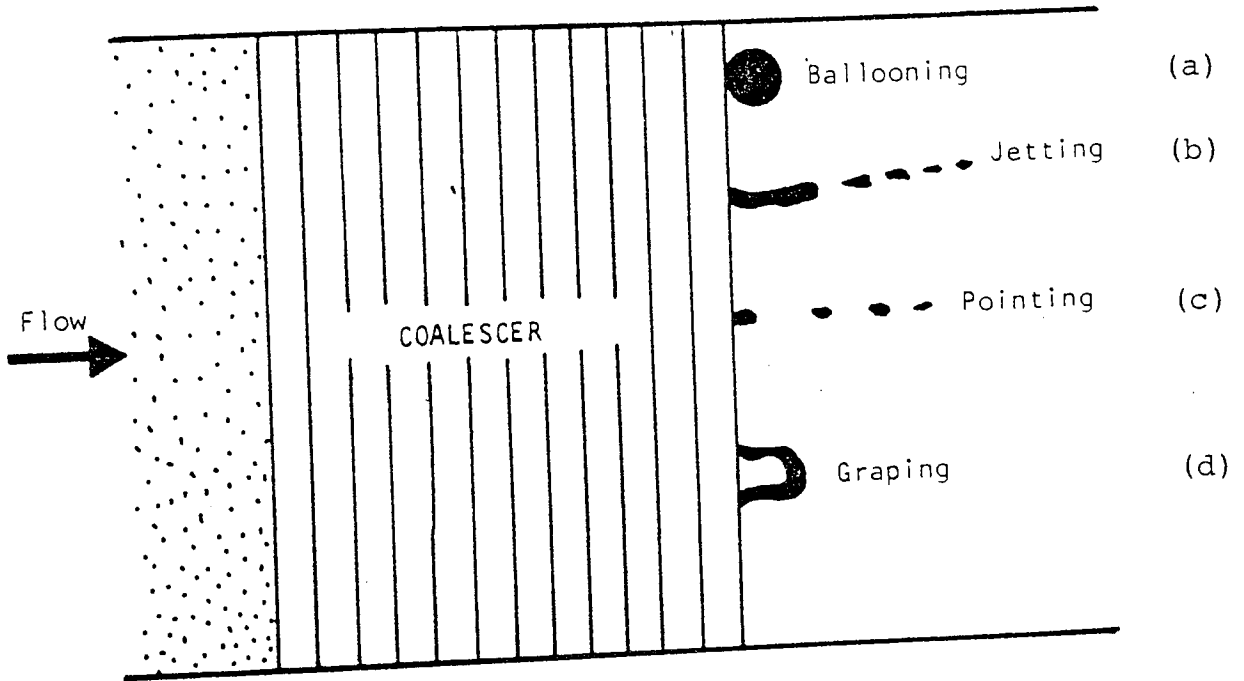 Ballooning (a)
Jetting (b)
Pointing (c)
Flow
COALESCER
Graping (d)